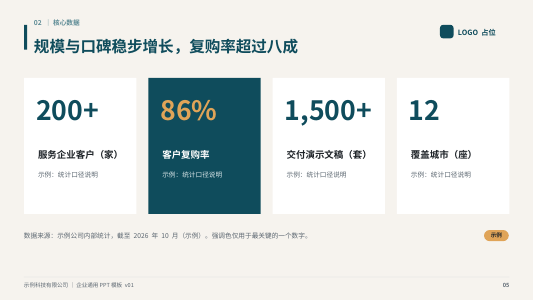 02 ｜ 核心数据
规模与口碑稳步增长，复购率超过八成
LOGO 占位
200+
服务企业客户（家）
示例：统计口径说明
86%
客户复购率
示例：统计口径说明
1,500+
交付演示文稿（套）
示例：统计口径说明
12
覆盖城市（座）
示例：统计口径说明
数据来源：示例公司内部统计，截至 2026 年 10 月（示例）。强调色仅用于最关键的一个数字。
示例
示例科技有限公司 ｜ 企业通用 PPT 模板 v01
05